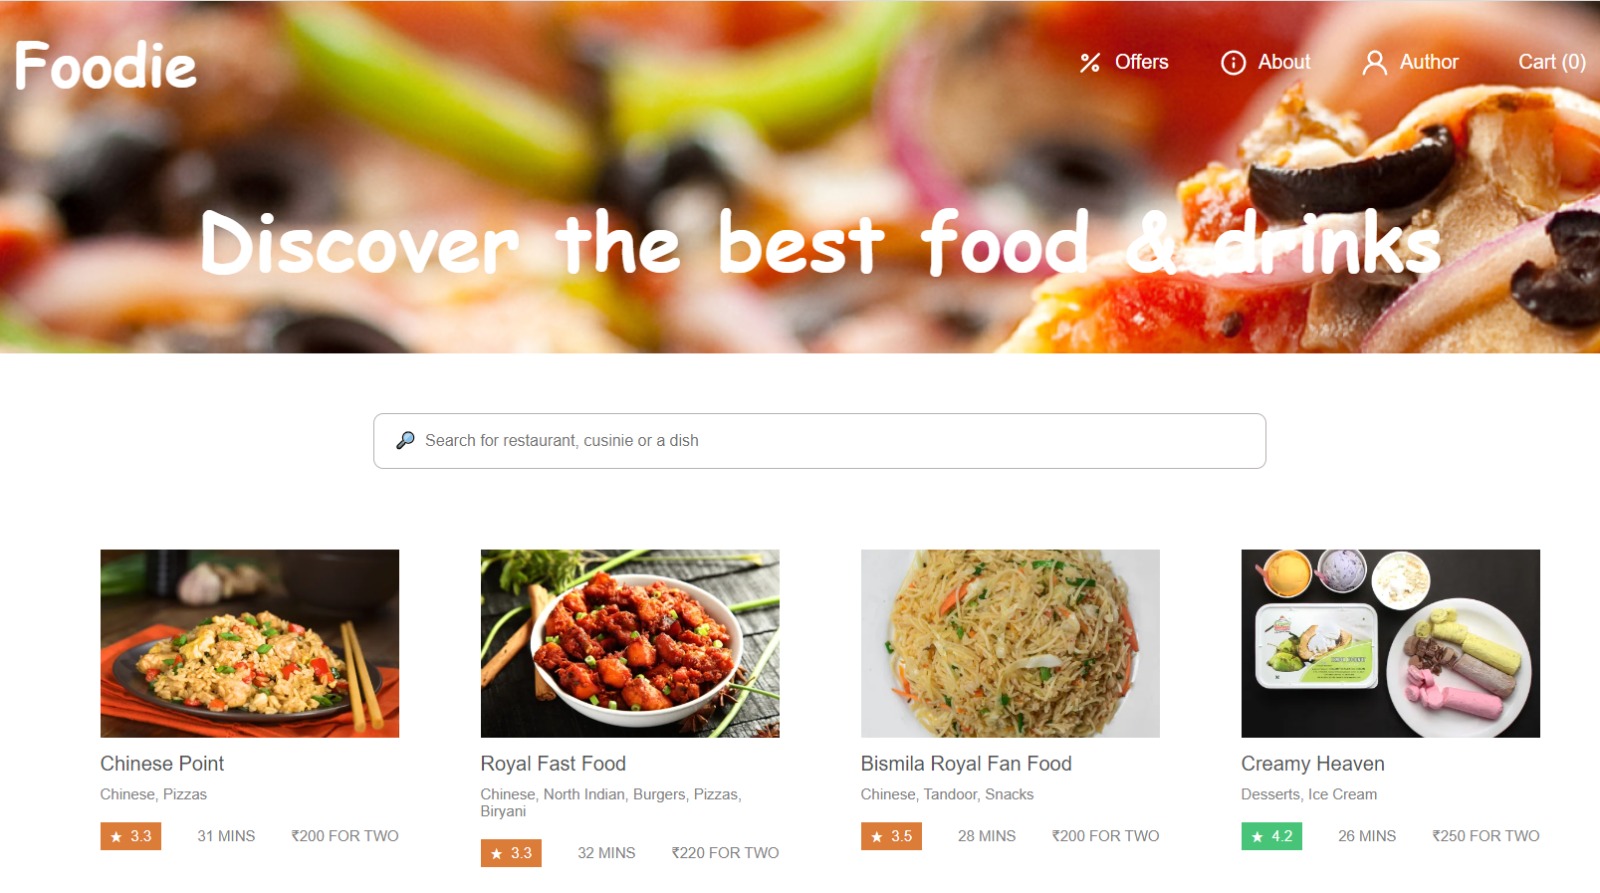 Foodie
Offers
About
Author
Cart (0)
Discover the best food & drinks
Search for restaurant, cusinie or a dish
Chinese Point
Chinese, Pizzas
★ 3.3 31 MINS ₹200 FOR TWO
Royal Fast Food
Chinese, North Indian, Burgers, Pizzas,
Biryani
★ 3.3 32 MINS ₹220 FOR TWO
Bismila Royal Fan Food
Chinese, Tandoor, Snacks
★ 3.5 28 MINS ₹200 FOR TWO
Creamy Heaven
Desserts, Ice Cream
★ 4.2 26 MINS ₹250 FOR TWO